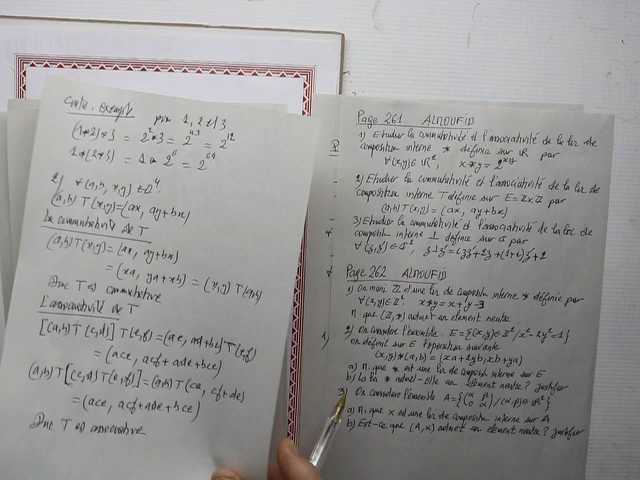 Contre-exemple pour 1, 2 et 3
(1*2)*3 = 2²*3 = 2^4.3 = 2^12
1*(2*3) = 1*2^6 = 2^64
2) ∀(a,b,x,y)∈ℤ⁴
(a,b)T(x,y)=(ax, ay+bx)
La commutativité de T
(a,b)T(x,y)=(ax, ay+bx)
=(xa, ya+xb) = (x,y)T(a,b)
Donc T est commutative
L'associativité de T
[(a,b)T(c,d)]T(e,f)=(ac, ad+bc)T(e,f)
=(ace, acf+ade+bce)
(a,b)T[(c,d)T(e,f)]=(a,b)T(ce, cf+de)
=(ace, acf+ade+bce)
Donc T est associative
Page 261 ALMOUFID
1) Etudier la commutativité et l'associativité de la loi de
composition interne * définie sur ℝ par
∀(x,y)∈ℝ², x*y=2^xy
2) Etudier la commutativité et l'associativité de la loi de
composition interne T définie sur E=ℤ×ℤ par
(a,b)T(x,y)=(ax, ay+bx)
3) Etudier la commutativité et l'associativité de la loi de
composition interne ⊥ définie sur ℂ par
Page 262 ALMOUFID
1) on muni ℤ d'une loi de composition interne * définie par
∀(x,y)∈ℤ² x*y=x+y-3
M. que (ℤ,*) admet un élément neutre
2) On considère l'ensemble E={(x,y)∈ℤ²/x²-2y²=1}
on définit sur E l'opération suivante
(x,y)*(a,b)=(xa+2yb, xb+ya)
a) M. que * est une loi de composition interne sur E
b) La loi * admet-elle un élément neutre? justifier
3) On considère l'ensemble
a) M. que × est une loi de composition interne sur A
b) Est-ce que (A,×) admet un élément neutre? justifier